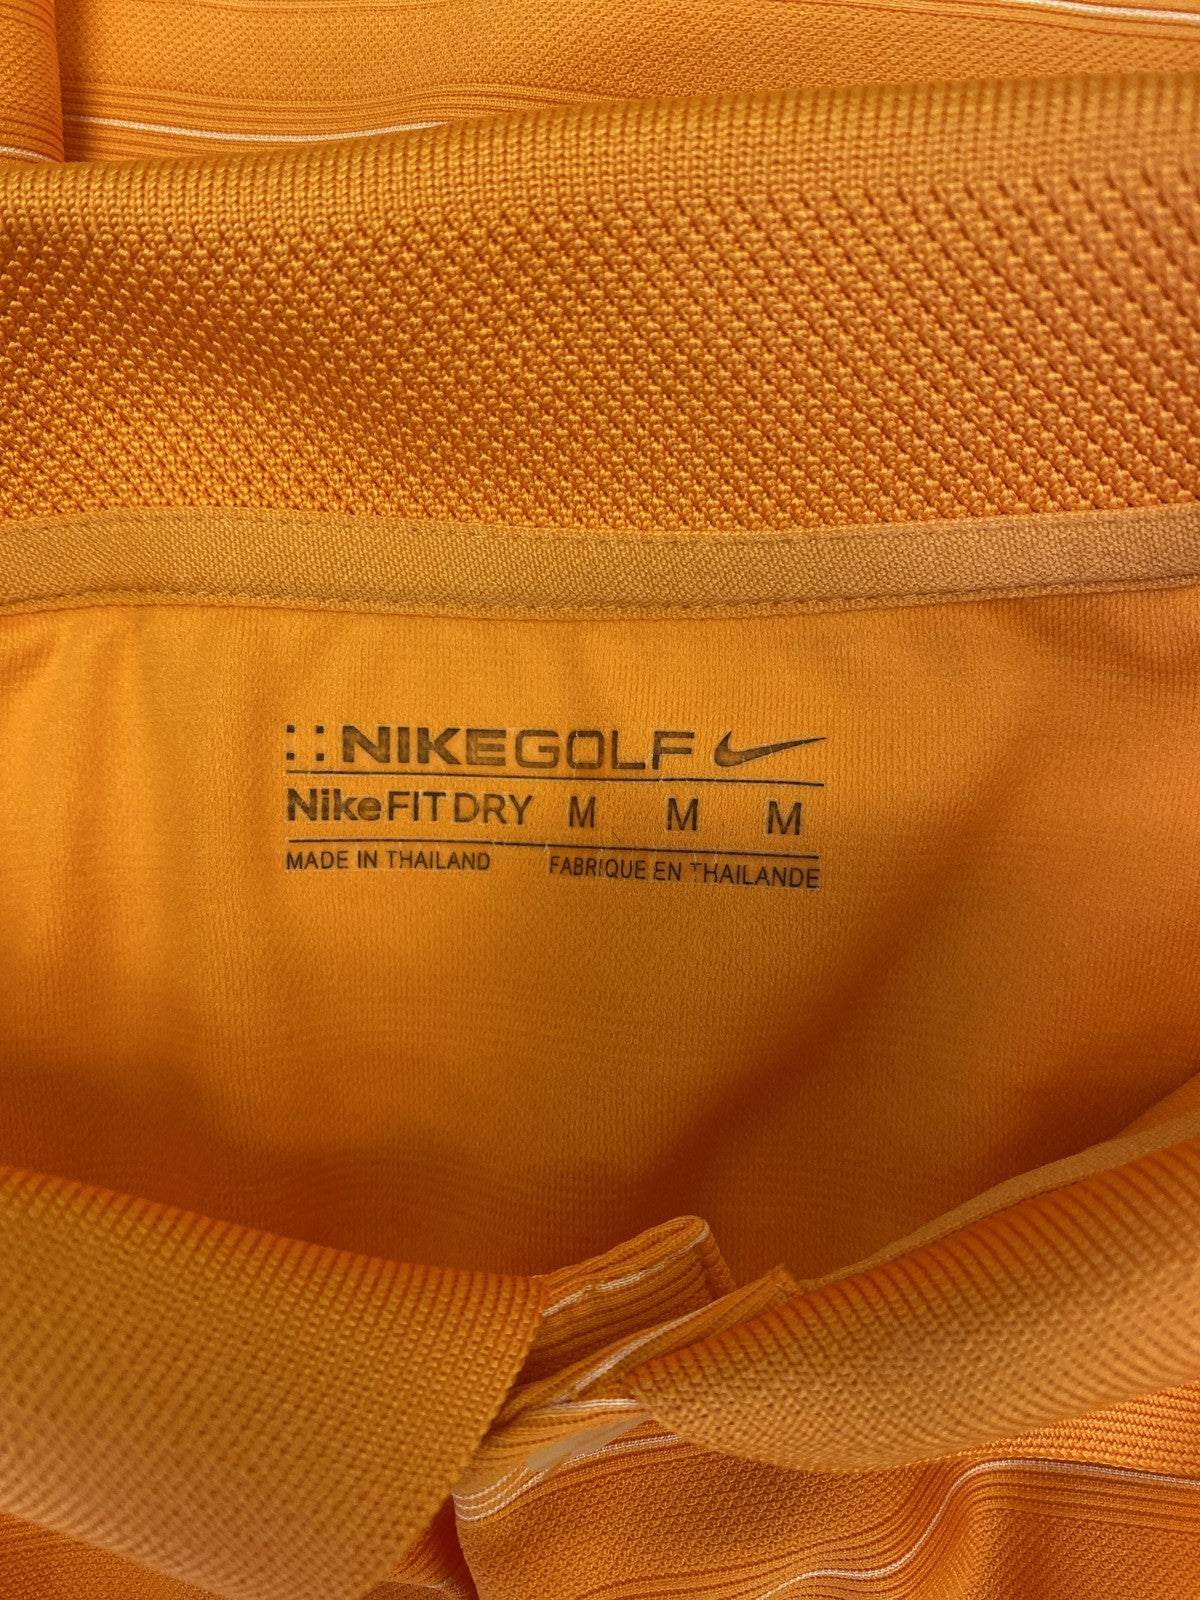 NIKEGOLF
NikeFIT DRY M M M
MADE IN THAILAND FABRIQUE EN THAILANDE